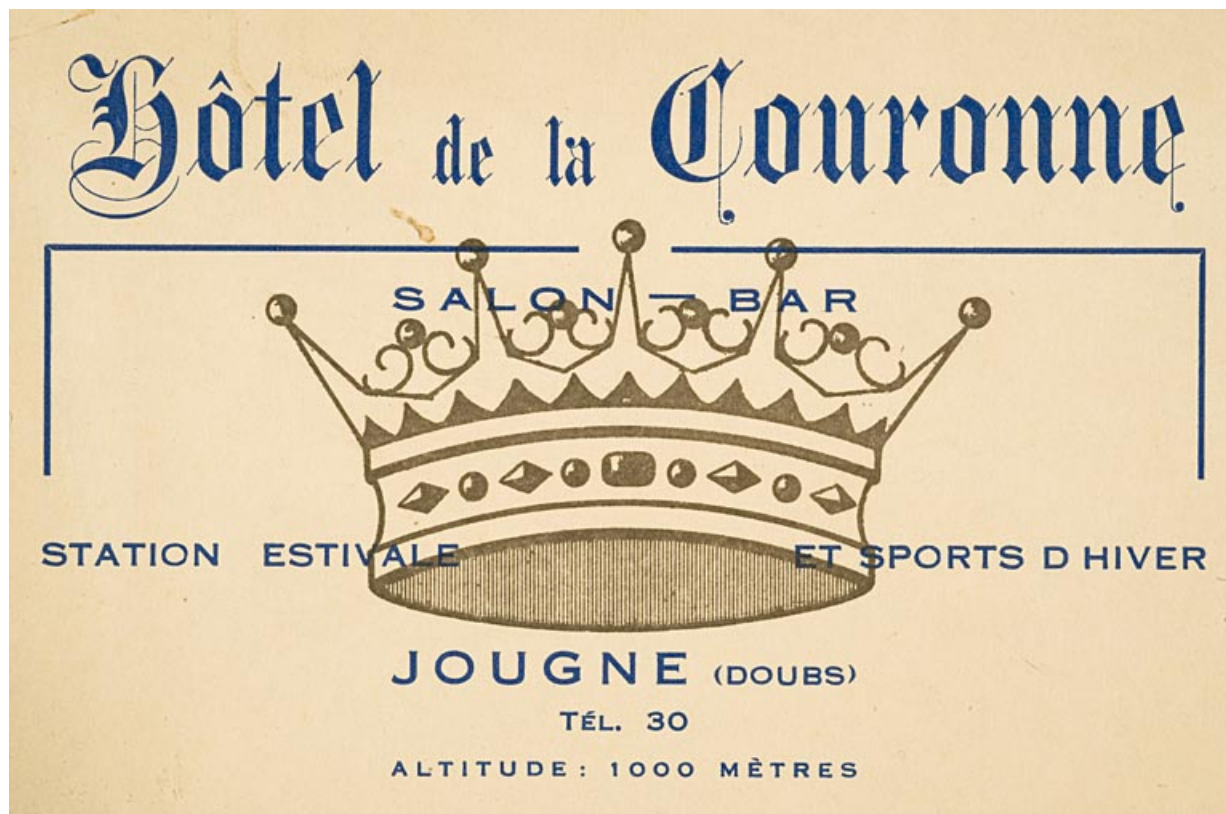 Hôtel de la Couronne
SALON — BAR
STATION ESTIVALE ET SPORTS D HIVER
JOUGNE (DOUBS)
TÉL. 30
ALTITUDE: 1000 MÈTRES